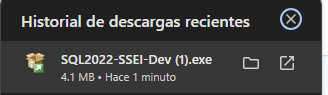 Historial de descargas recientes
SQL2022-SSEI-Dev (1).exe
4.1 MB • Hace 1 minuto